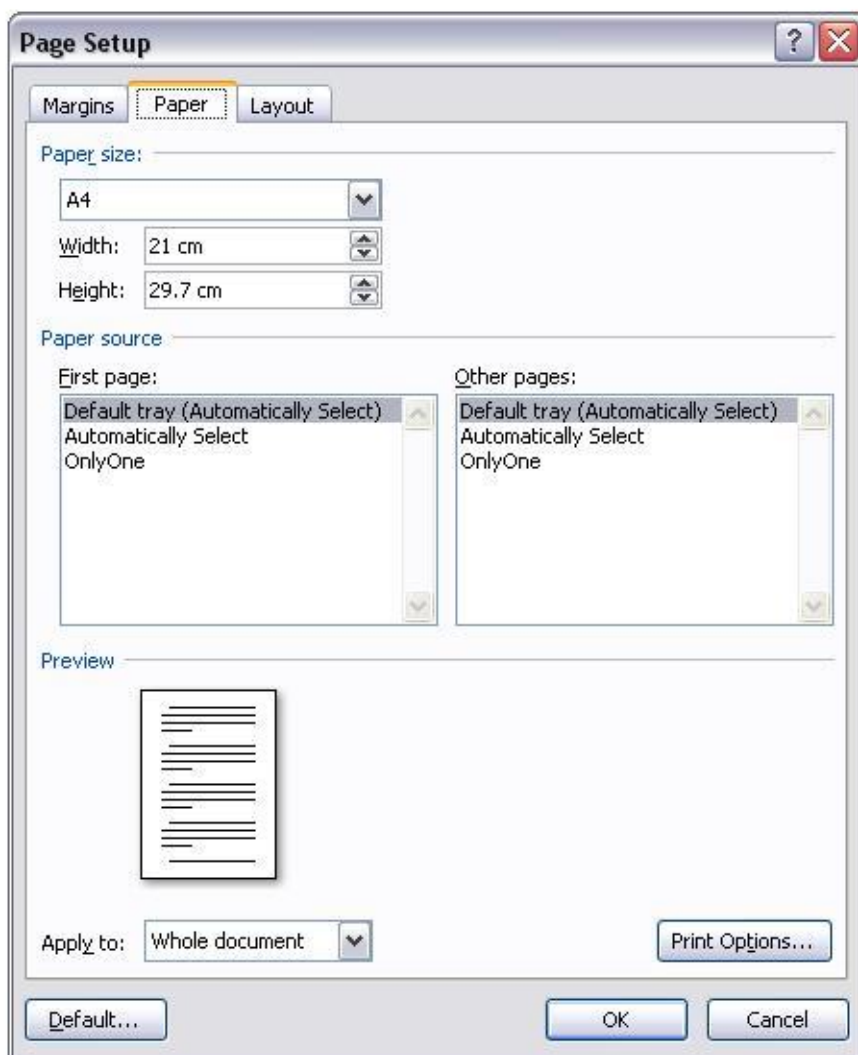 Page Setup
Margins Paper Layout
Paper size:
A4
Width: 21 cm
Height: 29.7 cm
Paper source
First page: Other pages:
Default tray (Automatically Select) Default tray (Automatically Select)
Automatically Select Automatically Select
OnlyOne OnlyOne
Preview
Apply to: Whole document Print Options...
Default... OK Cancel